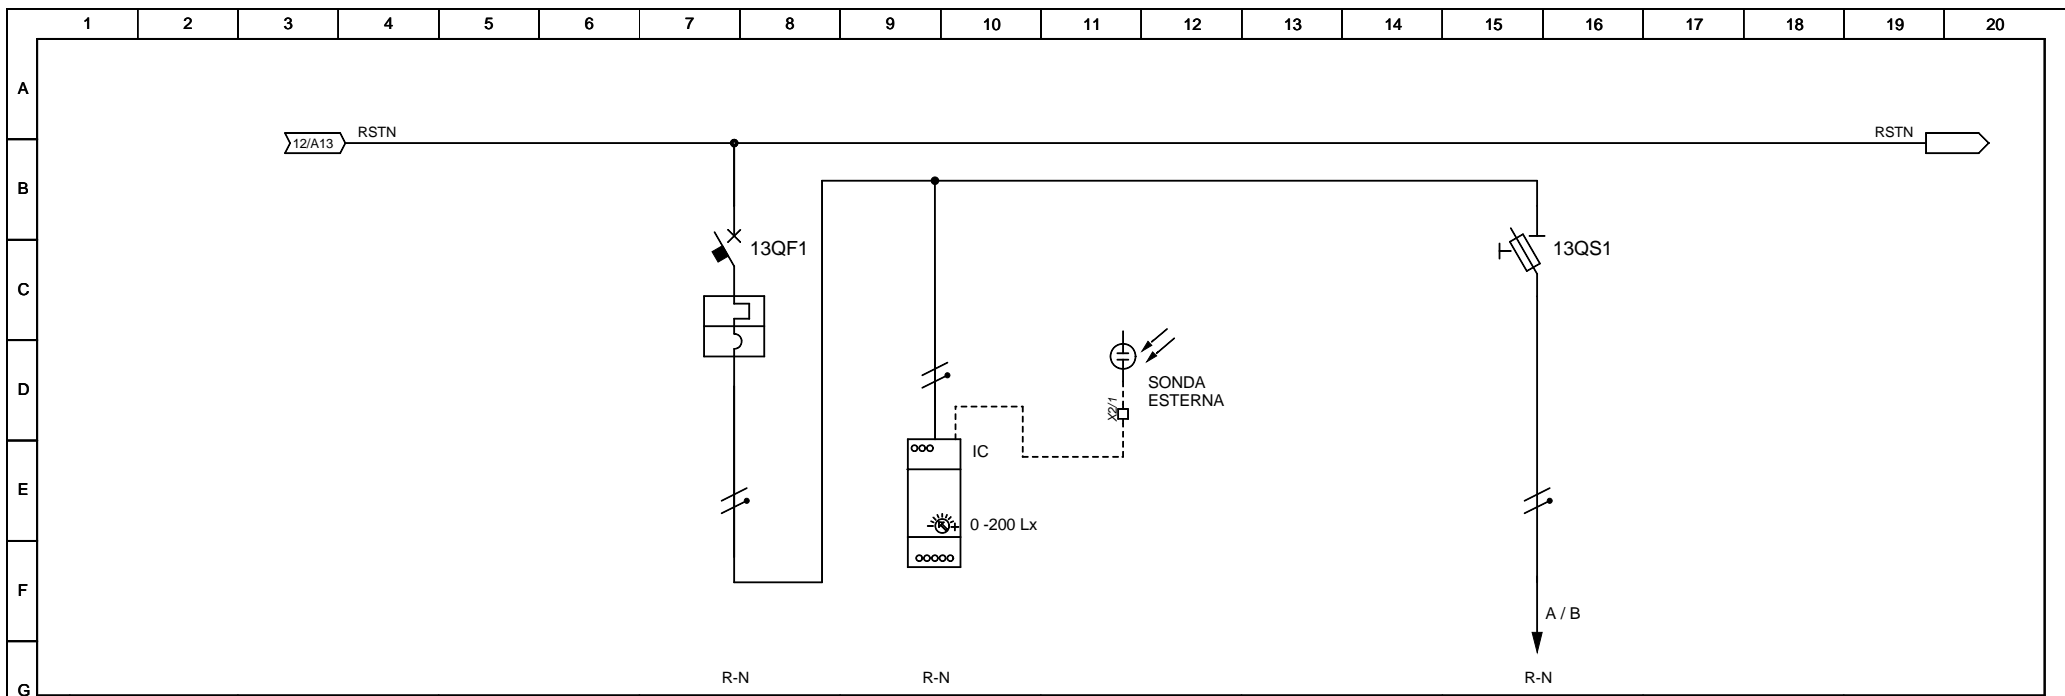 1 2 3 4 5 6 7 8 9 10 11 12 13 14 15 16 17 18 19 20
A
12/A13 RSTN RSTN
B
13QF1 13QS1
C
SONDA
ESTERNA
D
X2/1
IC
E
0 -200 Lx
F
A / B
R-N R-N R-N
G